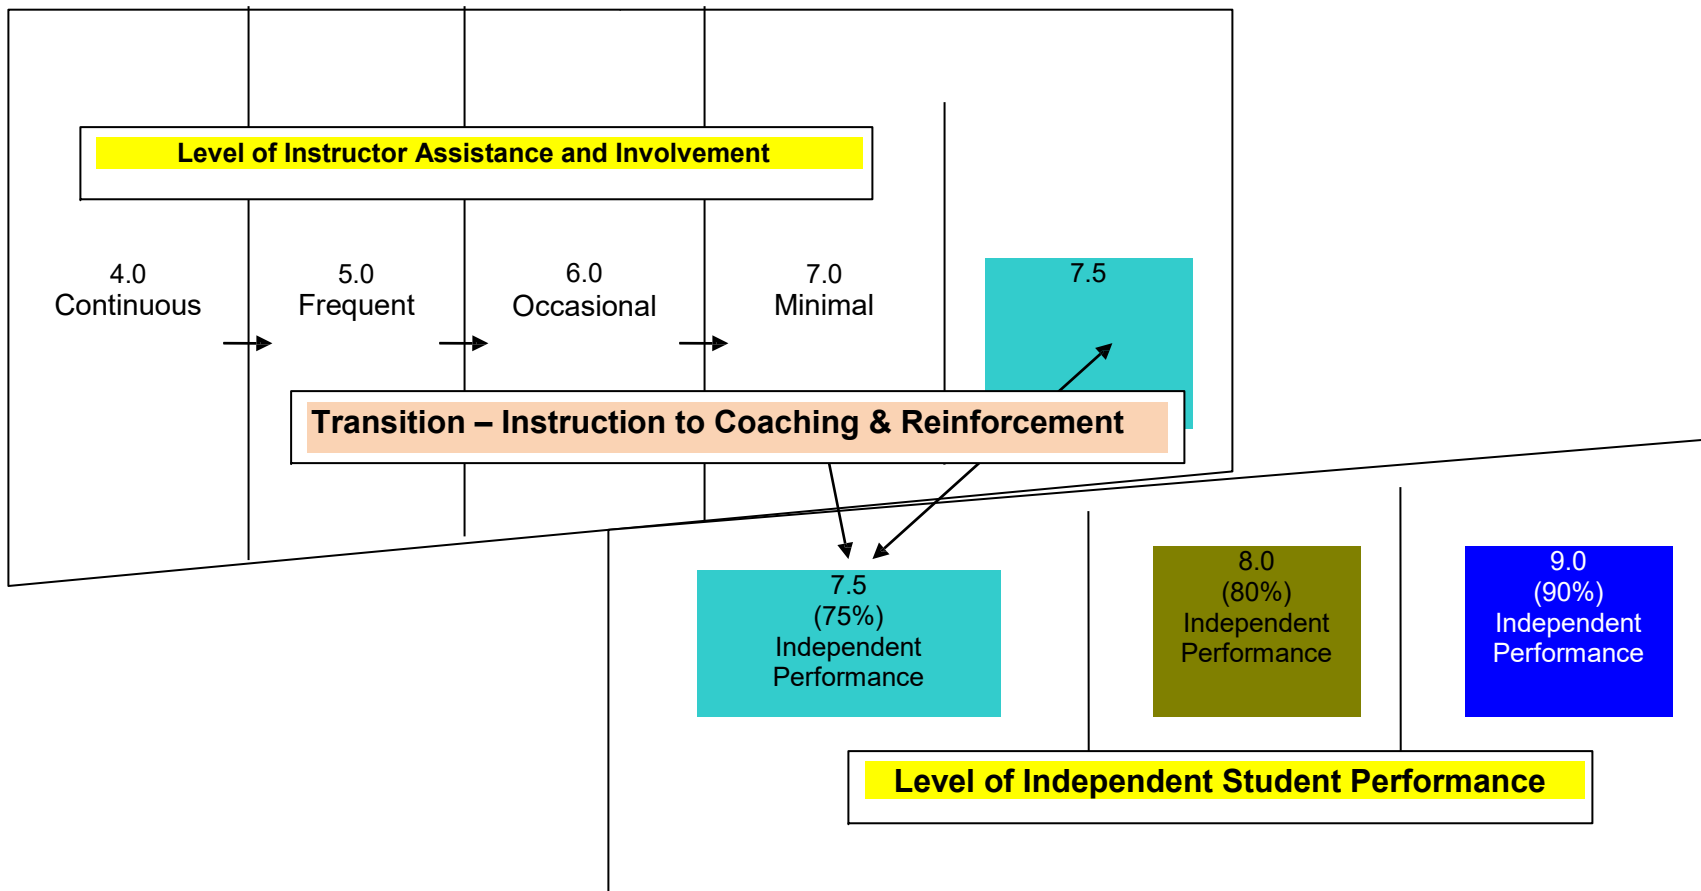 Level of Instructor Assistance and Involvement
4.0
Continuous
5.0
Frequent
6.0
Occasional
7.0
Minimal
7.5
Transition – Instruction to Coaching & Reinforcement
7.5
(75%)
Independent
Performance
8.0
(80%)
Independent
Performance
9.0
(90%)
Independent
Performance
Level of Independent Student Performance